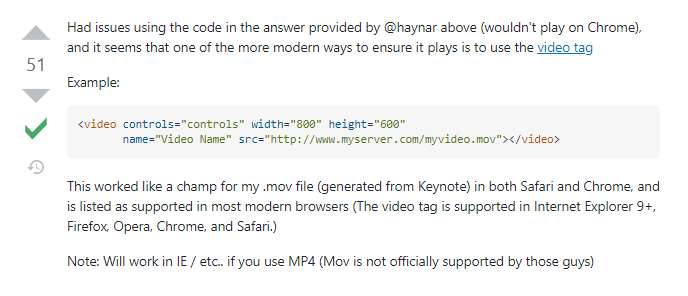 Had issues using the code in the answer provided by @haynar above (wouldn't play on Chrome),
and it seems that one of the more modern ways to ensure it plays is to use the video tag
51
Example:
<video controls="controls" width="800" height="600"
name="Video Name" src="http://www.myserver.com/myvideo.mov"></video>
This worked like a champ for my .mov file (generated from Keynote) in both Safari and Chrome, and
is listed as supported in most modern browsers (The video tag is supported in Internet Explorer 9+,
Firefox, Opera, Chrome, and Safari.)
Note: Will work in IE / etc.. if you use MP4 (Mov is not officially supported by those guys)